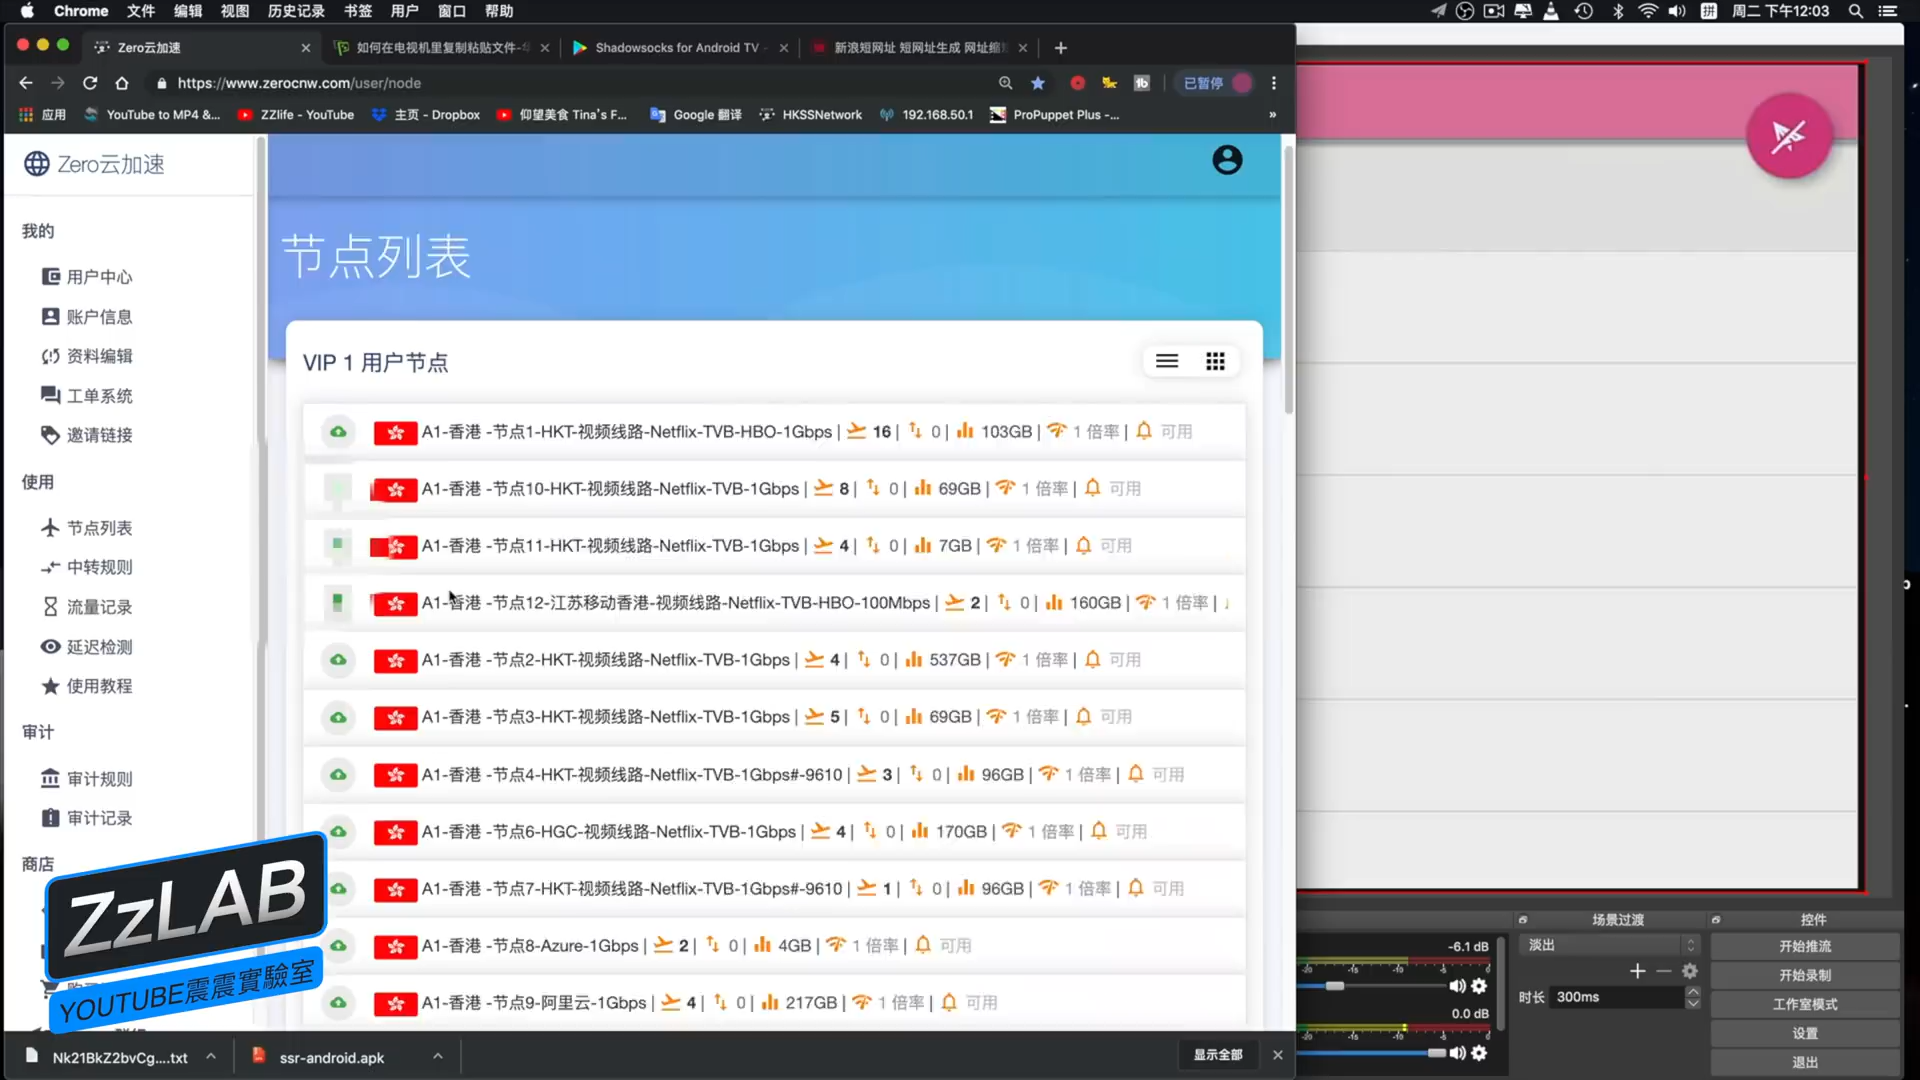 Chrome 文件 编辑 视图 历史记录 书签 用户 窗口 帮助
拼 周二 下午12:03
Zero云加速
如何在电视机里复制粘贴文件-
Shadowsocks for Android TV -
新浪短网址 短网址生成 网址缩
https://www.zerocnw.com/user/node
已暂停
应用
YouTube to MP4 &...
ZZlife - YouTube
主页 - Dropbox
仰望美食 Tina's F...
Google 翻译
HKSSNetwork
192.168.50.1
ProPuppet Plus -...
»
Zero云加速
我的
用户中心
账户信息
资料编辑
工单系统
邀请链接
使用
节点列表
中转规则
流量记录
延迟检测
使用教程
审计
审计规则
审计记录
商店
节点列表
VIP 1 用户节点
A1-香港 -节点1-HKT-视频线路-Netflix-TVB-HBO-1Gbps | 16 | 0 | 103GB | 1 倍率 | 可用
A1-香港 -节点10-HKT-视频线路-Netflix-TVB-1Gbps | 8 | 0 | 69GB | 1 倍率 | 可用
A1-香港 -节点11-HKT-视频线路-Netflix-TVB-1Gbps | 4 | 0 | 7GB | 1 倍率 | 可用
A1-香港 -节点12-江苏移动香港-视频线路-Netflix-TVB-HBO-100Mbps | 2 | 0 | 160GB | 1 倍率 |
A1-香港 -节点2-HKT-视频线路-Netflix-TVB-1Gbps | 4 | 0 | 537GB | 1 倍率 | 可用
A1-香港 -节点3-HKT-视频线路-Netflix-TVB-1Gbps | 5 | 0 | 69GB | 1 倍率 | 可用
A1-香港 -节点4-HKT-视频线路-Netflix-TVB-1Gbps#-9610 | 3 | 0 | 96GB | 1 倍率 | 可用
A1-香港 -节点6-HGC-视频线路-Netflix-TVB-1Gbps | 4 | 0 | 170GB | 1 倍率 | 可用
A1-香港 -节点7-HKT-视频线路-Netflix-TVB-1Gbps#-9610 | 1 | 0 | 96GB | 1 倍率 | 可用
A1-香港 -节点8-Azure-1Gbps | 2 | 0 | 4GB | 1 倍率 | 可用
A1-香港 -节点9-阿里云-1Gbps | 4 | 0 | 217GB | 1 倍率 | 可用
ZzLAB
YOUTUBE震震實驗室
Nk21BkZ2bvCg....txt
ssr-android.apk
显示全部
-6.1 dB
-20 -15 -10 -5 0
0.0 dB
-20 -15 -10 -5 0
场景过渡
淡出
时长 300ms
控件
开始推流
开始录制
工作室模式
设置
退出